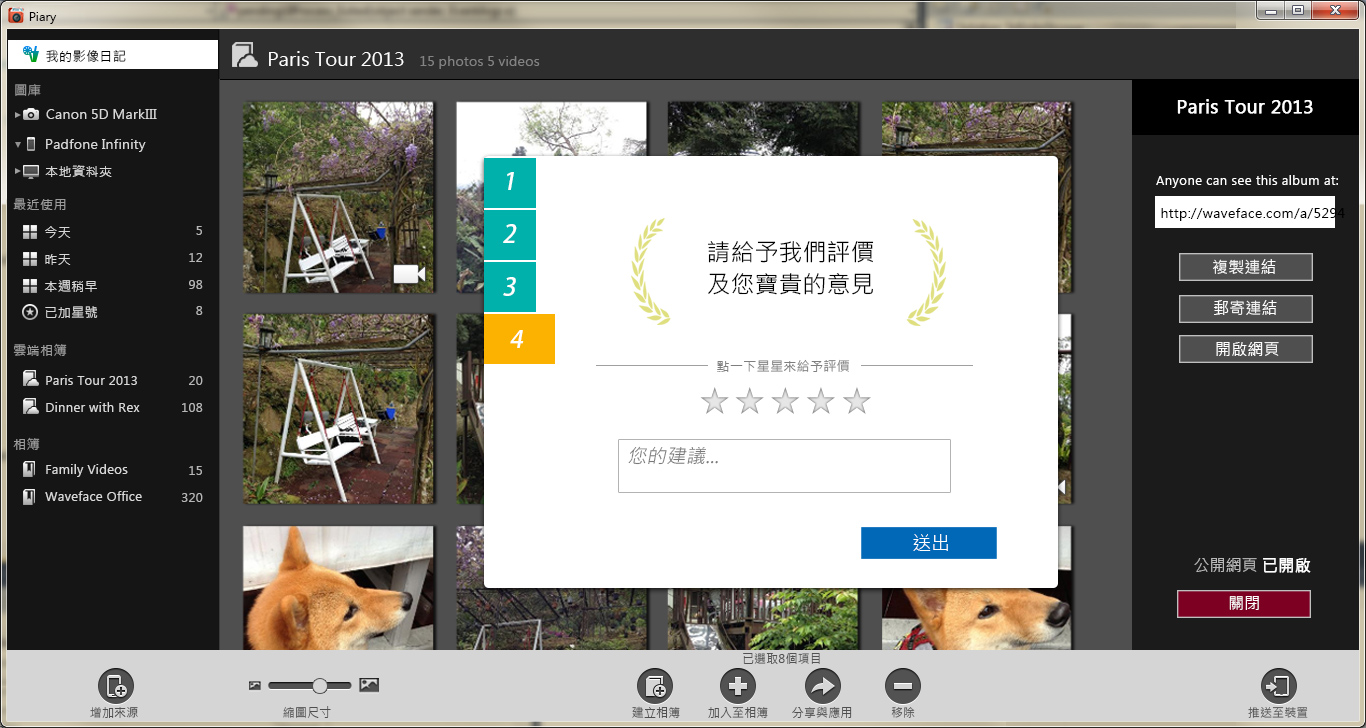 Piary
我的影像日記
圖庫
Canon 5D MarkⅢ
Padfone Infinity
本地資料夾
最近使用
今天 5
昨天 12
本週稍早 98
已加星號 8
雲端相簿
Paris Tour 2013 20
Dinner with Rex 108
相簿
Family Videos 15
Waveface Office 320
Paris Tour 2013 15 photos 5 videos
1
2
3
4
請給予我們評價
及您寶貴的意見
點一下星星來給予評價
您的建議...
送出
Paris Tour 2013
Anyone can see this album at:
http://waveface.com/a/5294
複製連結
郵寄連結
開啟網頁
公開網頁 已開啟
關閉
已選取8個項目
增加來源
縮圖尺寸
建立相簿
加入至相簿
分享與應用
移除
推送至裝置